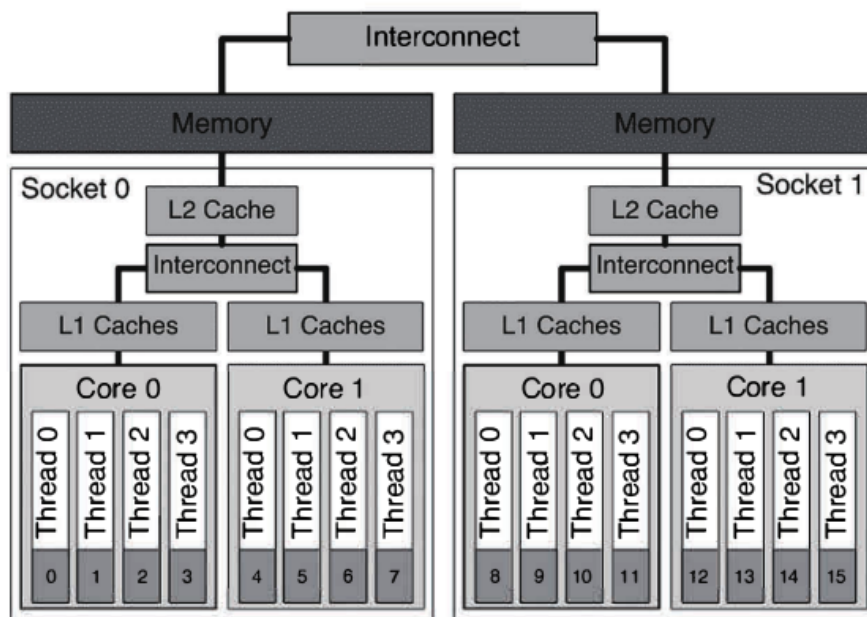 Interconnect
Memory
Memory
Socket 0
Socket 1
L2 Cache
L2 Cache
Interconnect
Interconnect
L1 Caches
L1 Caches
L1 Caches
L1 Caches
Core 0
Core 1
Core 0
Core 1
Thread 0
Thread 1
Thread 2
Thread 3
Thread 0
Thread 1
Thread 2
Thread 3
Thread 0
Thread 1
Thread 2
Thread 3
Thread 0
Thread 1
Thread 2
Thread 3
0
1
2
3
4
5
6
7
8
9
10
11
12
13
14
15